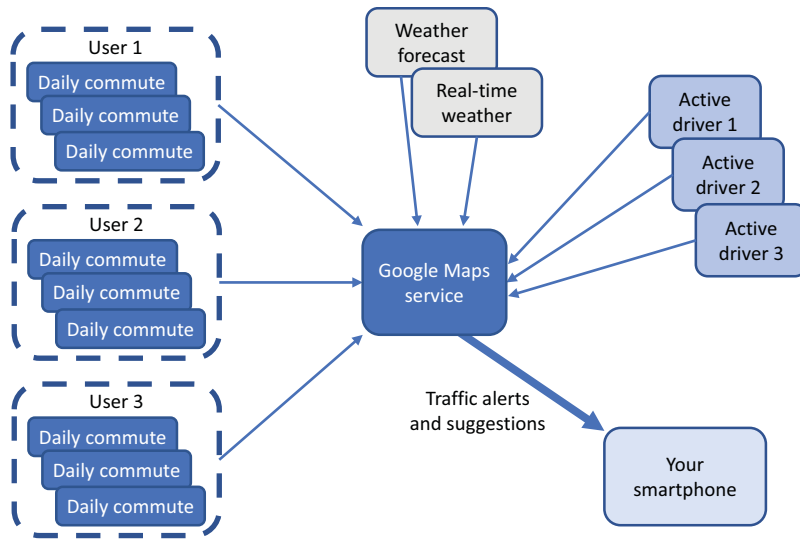 User 1
Daily commute
Daily commute
Daily commute
User 2
Daily commute
Daily commute
Daily commute
User 3
Daily commute
Daily commute
Daily commute
Weather
forecast
Real-time
weather
Active
driver 1
Active
driver 2
Active
driver 3
Google Maps
service
Traffic alerts
and suggestions
Your
smartphone